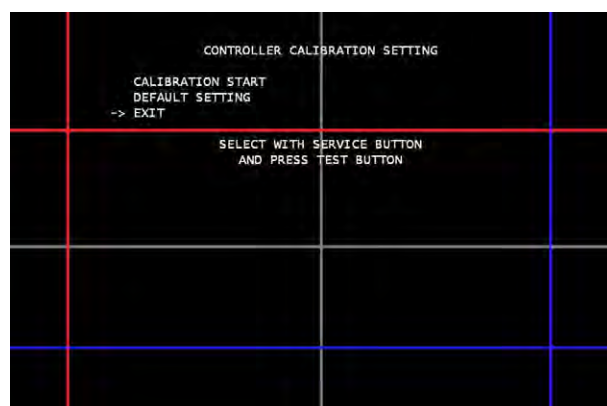 CONTROLLER CALIBRATION SETTING
CALIBRATION START
DEFAULT SETTING
-> EXIT
SELECT WITH SERVICE BUTTON
AND PRESS TEST BUTTON